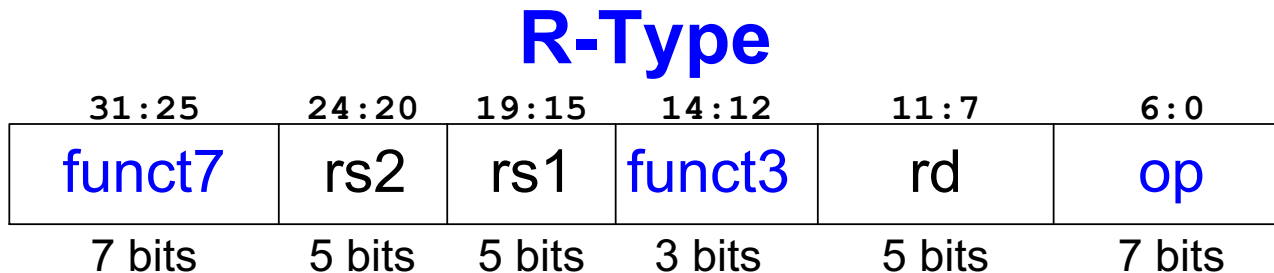 R-Type
31:25 24:20 19:15 14:12 11:7 6:0
funct7 rs2 rs1 funct3 rd op
7 bits 5 bits 5 bits 3 bits 5 bits 7 bits